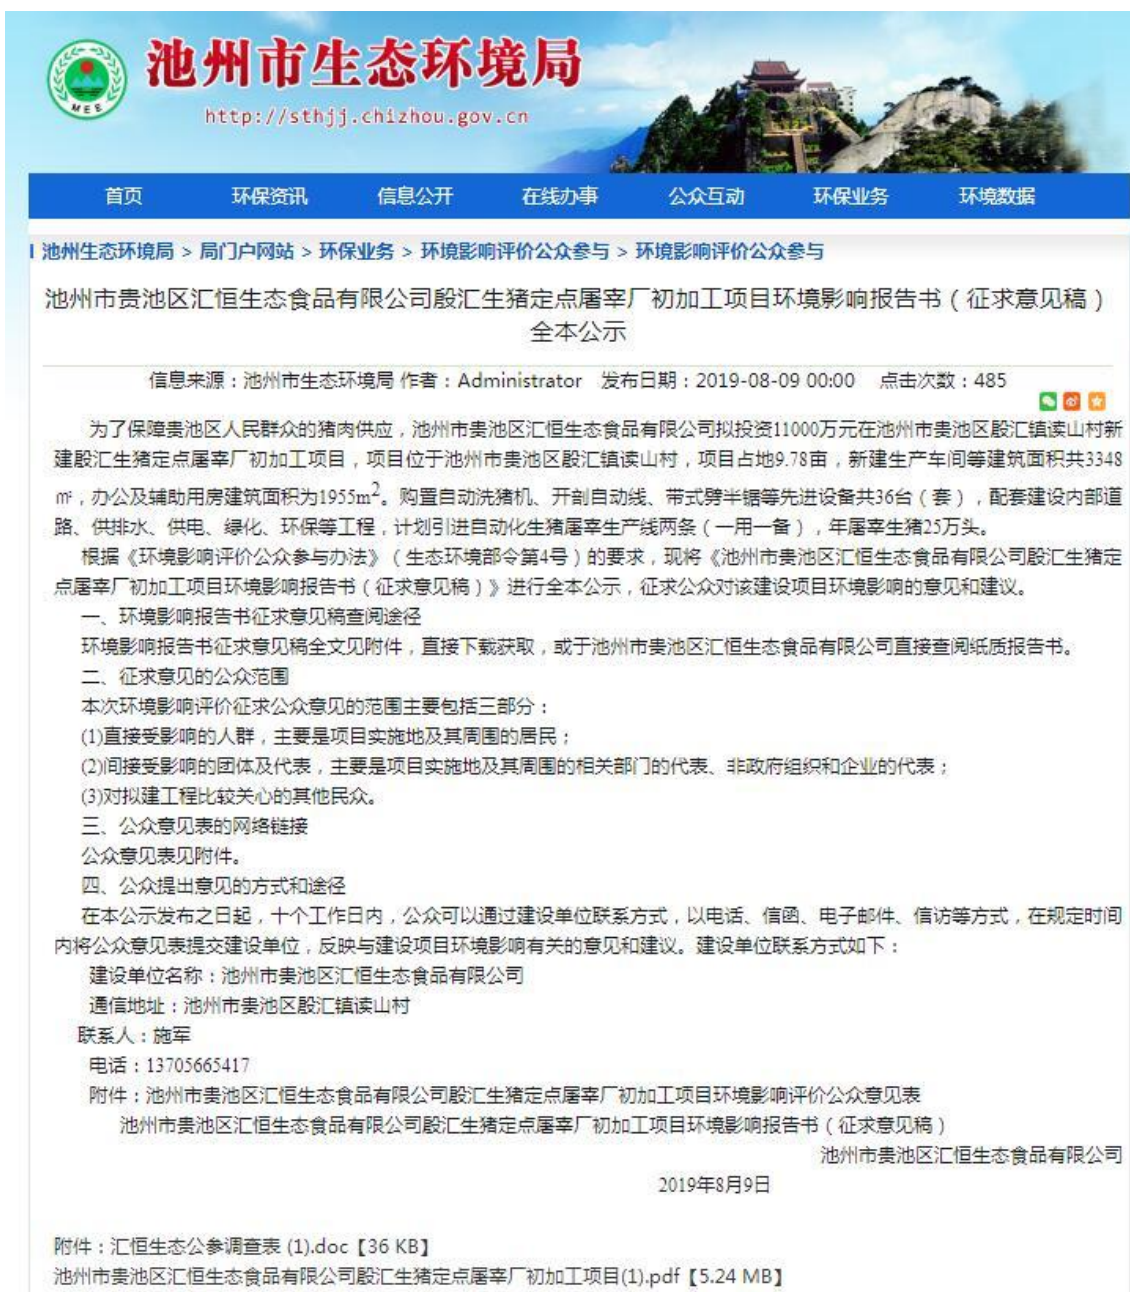 池州市生态环境局
MEE
http://sthjj.chizhou.gov.cn
首页 环保资讯 信息公开 在线办事 公众互动 环保业务 环境数据
池州生态环境局 > 局门户网站 > 环保业务 > 环境影响评价公众参与 > 环境影响评价公众参与
池州市贵池区汇恒生态食品有限公司殷汇生猪定点屠宰厂初加工项目环境影响报告书（征求意见稿）
全本公示
信息来源：池州市生态环境局 作者：Administrator 发布日期：2019-08-09 00:00 点击次数：485
为了保障贵池区人民群众的猪肉供应，池州市贵池区汇恒生态食品有限公司拟投资11000万元在池州市贵池区殷汇镇读山村新
建殷汇生猪定点屠宰厂初加工项目，项目位于池州市贵池区殷汇镇读山村，项目占地9.78亩，新建生产车间等建筑面积共3348
㎡，办公及辅助用房建筑面积为1955m²。购置自动洗猪机、开剖自动线、带式劈半锯等先进设备共36台（套），配套建设内部道
路、供排水、供电、绿化、环保等工程，计划引进自动化生猪屠宰生产线两条（一用一备），年屠宰生猪25万头。
根据《环境影响评价公众参与办法》（生态环境部令第4号）的要求，现将《池州市贵池区汇恒生态食品有限公司殷汇生猪定
点屠宰厂初加工项目环境影响报告书（征求意见稿）》进行全本公示，征求公众对该建设项目环境影响的意见和建议。
一、环境影响报告书征求意见稿查阅途径
环境影响报告书征求意见稿全文见附件，直接下载获取，或于池州市贵池区汇恒生态食品有限公司直接查阅纸质报告书。
二、征求意见的公众范围
本次环境影响评价征求公众意见的范围主要包括三部分：
(1)直接受影响的人群，主要是项目实施地及其周围的居民；
(2)间接受影响的团体及代表，主要是项目实施地及其周围的相关部门的代表、非政府组织和企业的代表；
(3)对拟建工程比较关心的其他民众。
三、公众意见表的网络链接
公众意见表见附件。
四、公众提出意见的方式和途径
在本公示发布之日起，十个工作日内，公众可以通过建设单位联系方式，以电话、信函、电子邮件、信访等方式，在规定时间
内将公众意见表提交建设单位，反映与建设项目环境影响有关的意见和建议。建设单位联系方式如下：
建设单位名称：池州市贵池区汇恒生态食品有限公司
通信地址：池州市贵池区殷汇镇读山村
联系人：施军
电话：13705665417
附件：池州市贵池区汇恒生态食品有限公司殷汇生猪定点屠宰厂初加工项目环境影响评价公众意见表
池州市贵池区汇恒生态食品有限公司殷汇生猪定点屠宰厂初加工项目环境影响报告书（征求意见稿）
池州市贵池区汇恒生态食品有限公司
2019年8月9日
附件：汇恒生态公参调查表 (1).doc【36 KB】
池州市贵池区汇恒生态食品有限公司殷汇生猪定点屠宰厂初加工项目(1).pdf【5.24 MB】